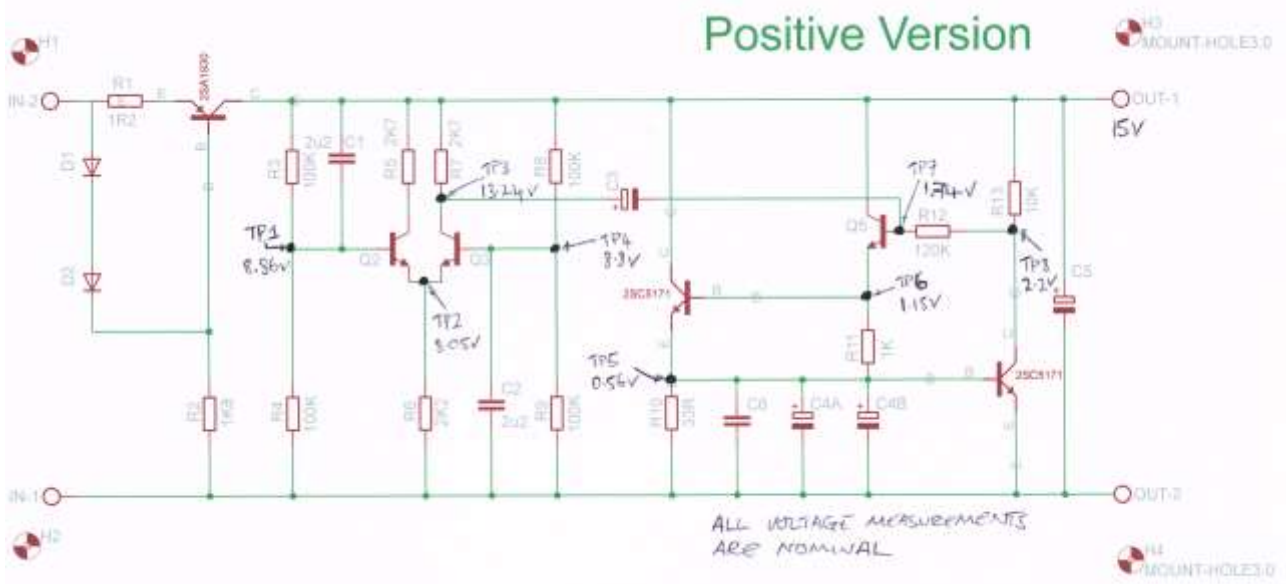 Positive Version
H1
H3
MOUNT-HOLE3.0
IN-2
R1
1R2
2SA1930
E
C
B
OUT-1
15V
D1
D2
R3
100K
2u2
C1
R5
2K7
R7
2K7
TP3
13.24V
R8
100K
C3
TP7
1.74V
R12
120K
R13
10K
TP1
8.86V
Q2
Q3
TP4
Q5
TP8
2.2V
C5
TP2
8.05V
2SC5171
TP6
1.15V
R11
1K
TP5
0.56V
2SC5171
R2
1K8
R4
100K
R6
2K2
C2
2u2
R9
100K
R10
33R
C6
C4A
C4B
IN-1
OUT-2
H2
ALL VOLTAGE MEASUREMENTS
ARE NOMINAL
H4
MOUNT-HOLE3.0